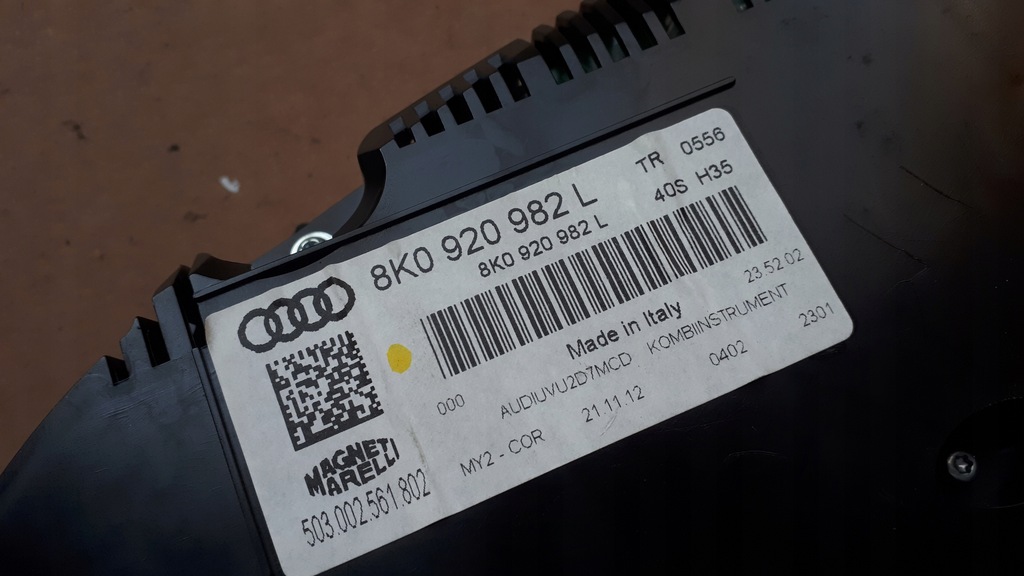 8K0 920 982 L
TR 0556
8K0 920 982 L
40S H35
Made in Italy
23.52.02
000
AUDIUVU2D7MCD KOMBIINSTRUMENT
MY2 - COR
21.11.12
0402
2301
MAGNETI
MARELLI
503.002.561.802